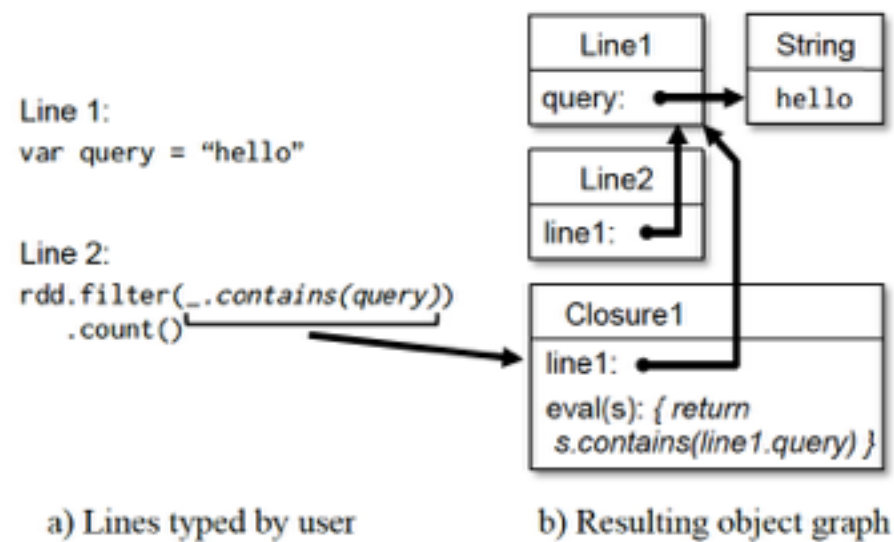 Line 1:
var query = “hello”
Line 2:
rdd.filter(_.contains(query))
.count()
a) Lines typed by user
Line1
query:
String
hello
Line2
line1:
Closure1
line1:
eval(s): { return
s.contains(line1.query) }
b) Resulting object graph